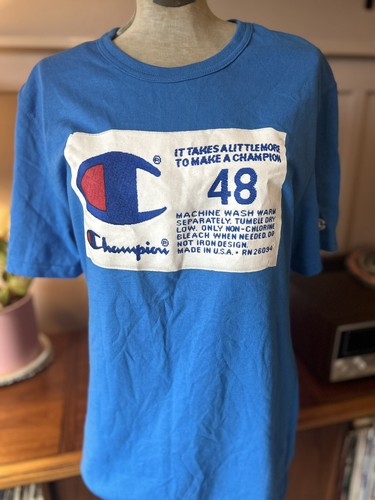 IT TAKES A LITTLE MORE
TO MAKE A CHAMPION
®
48
MACHINE WASH WARM
SEPARATELY. TUMBLE DRY
LOW. ONLY NON-CHLORINE
BLEACH WHEN NEEDED. DO
NOT IRON DESIGN.
MADE IN U.S.A. • RN26094
Champion®